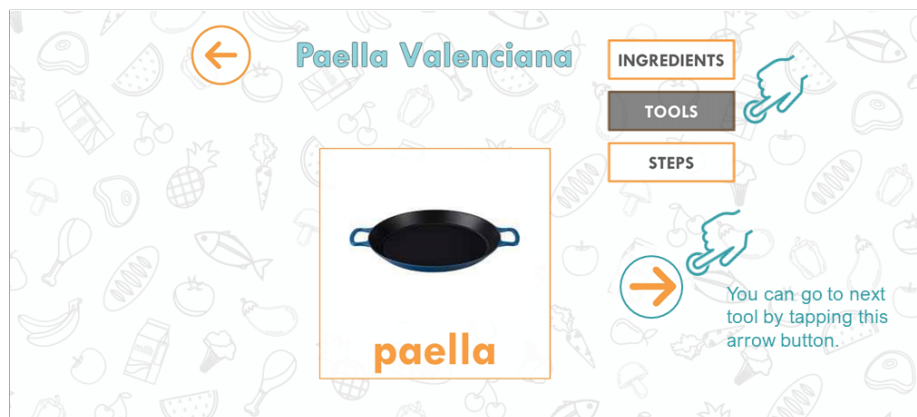 Paella Valenciana
INGREDIENTS
TOOLS
STEPS
paella
You can go to next
tool by tapping this
arrow button.